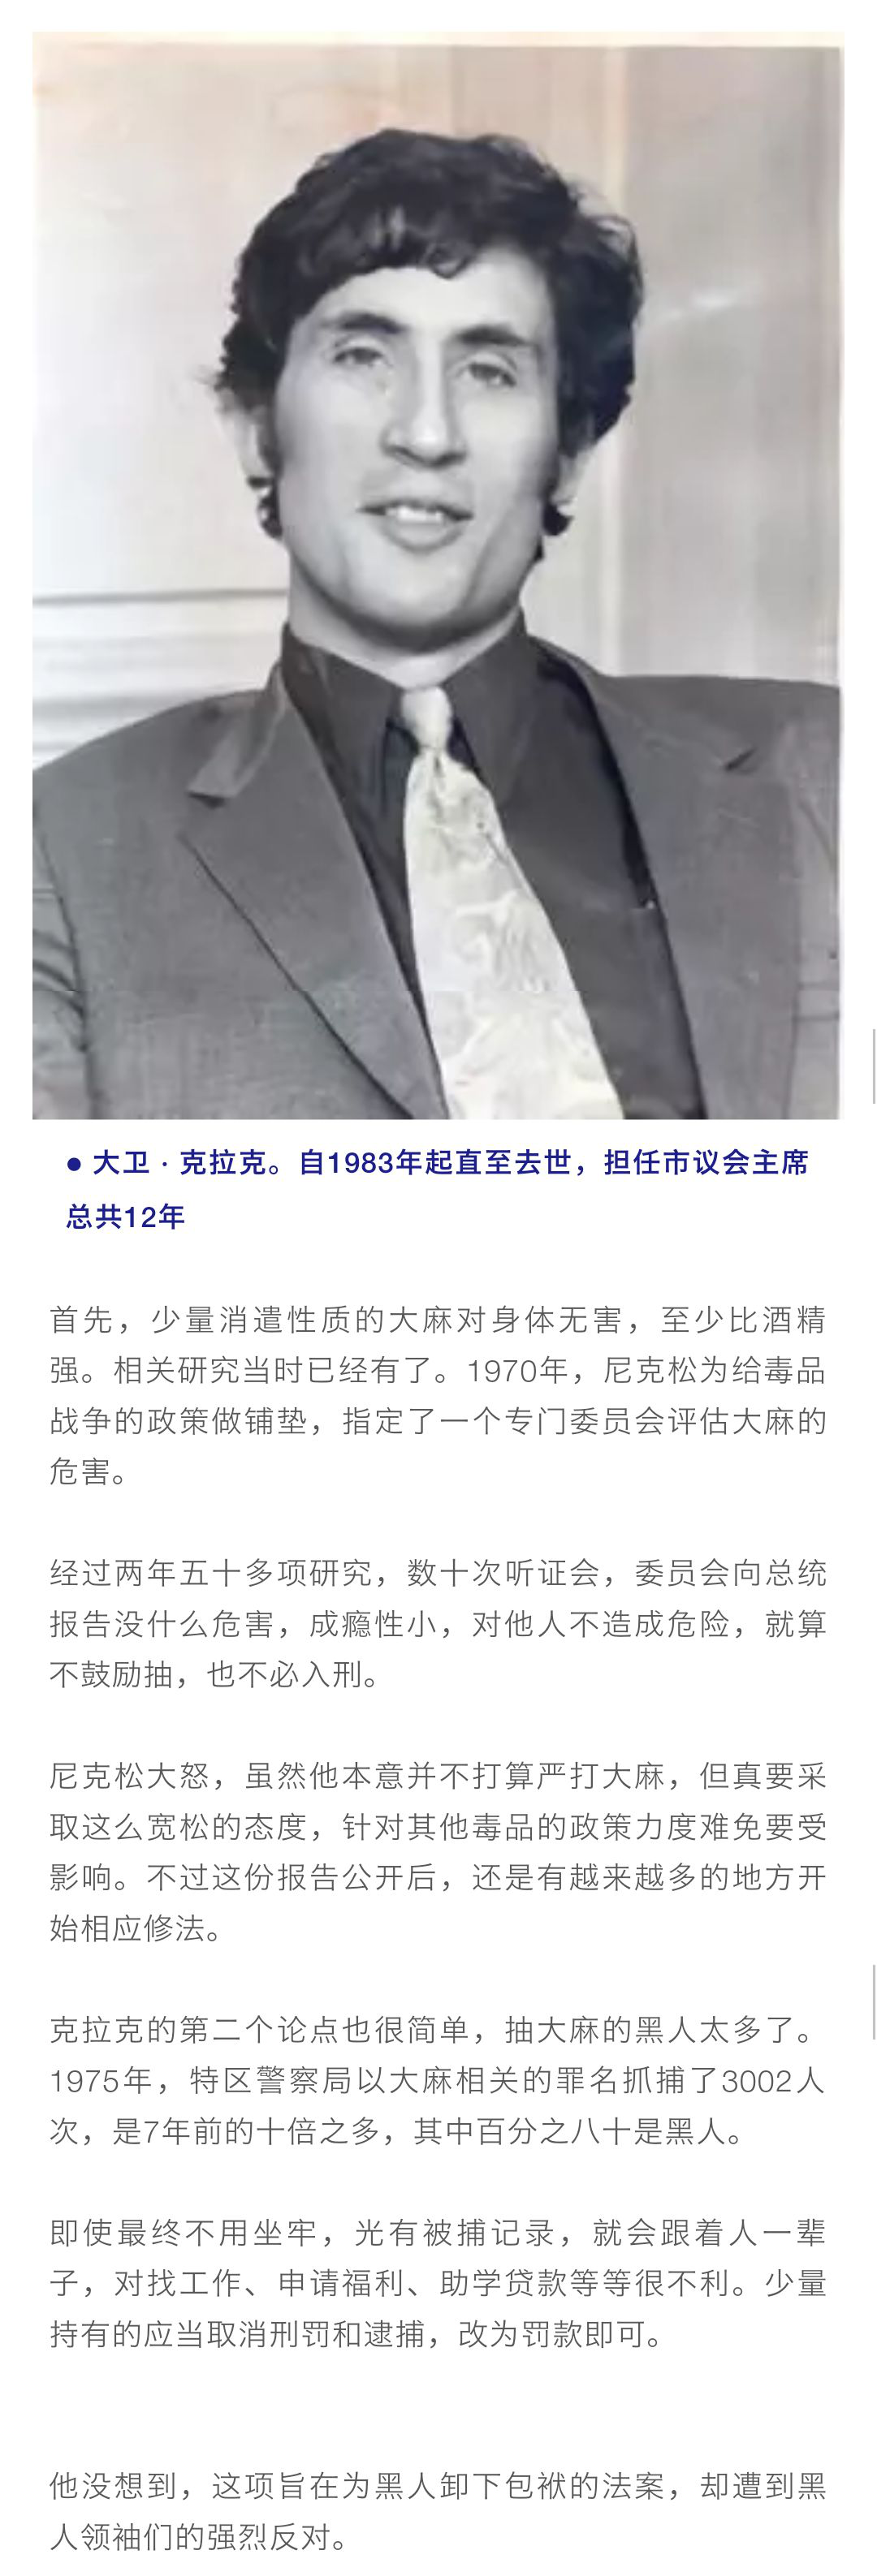 ● 大卫 · 克拉克。自1983年起直至去世，担任市议会主席
总共12年
首先，少量消遣性质的大麻对身体无害，至少比酒精
强。相关研究当时已经有了。1970年，尼克松为给毒品
战争的政策做铺垫，指定了一个专门委员会评估大麻的
危害。
经过两年五十多项研究，数十次听证会，委员会向总统
报告没什么危害，成瘾性小，对他人不造成危险，就算
不鼓励抽，也不必入刑。
尼克松大怒，虽然他本意并不打算严打大麻，但真要采
取这么宽松的态度，针对其他毒品的政策力度难免要受
影响。不过这份报告公开后，还是有越来越多的地方开
始相应修法。
克拉克的第二个论点也很简单，抽大麻的黑人太多了。
1975年，特区警察局以大麻相关的罪名抓捕了3002人
次，是7年前的十倍之多，其中百分之八十是黑人。
即使最终不用坐牢，光有被捕记录，就会跟着人一辈
子，对找工作、申请福利、助学贷款等等很不利。少量
持有的应当取消刑罚和逮捕，改为罚款即可。
他没想到，这项旨在为黑人卸下包袱的法案，却遭到黑
人领袖们的强烈反对。